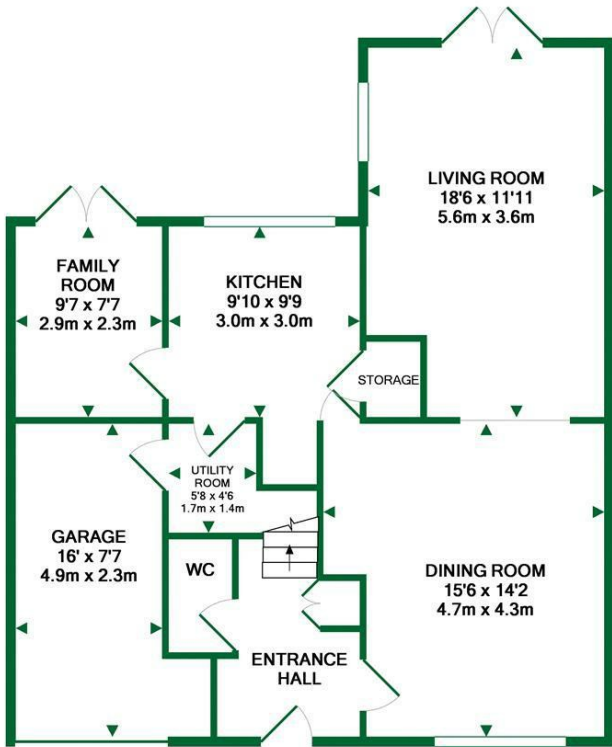 LIVING ROOM
18'6 x 11'11
5.6m x 3.6m
FAMILY
ROOM
9'7 x 7'7
2.9m x 2.3m
KITCHEN
9'10 x 9'9
3.0m x 3.0m
STORAGE
UTILITY
ROOM
5'8 x 4'6
1.7m x 1.4m
GARAGE
16' x 7'7
4.9m x 2.3m
WC
DINING ROOM
15'6 x 14'2
4.7m x 4.3m
ENTRANCE
HALL